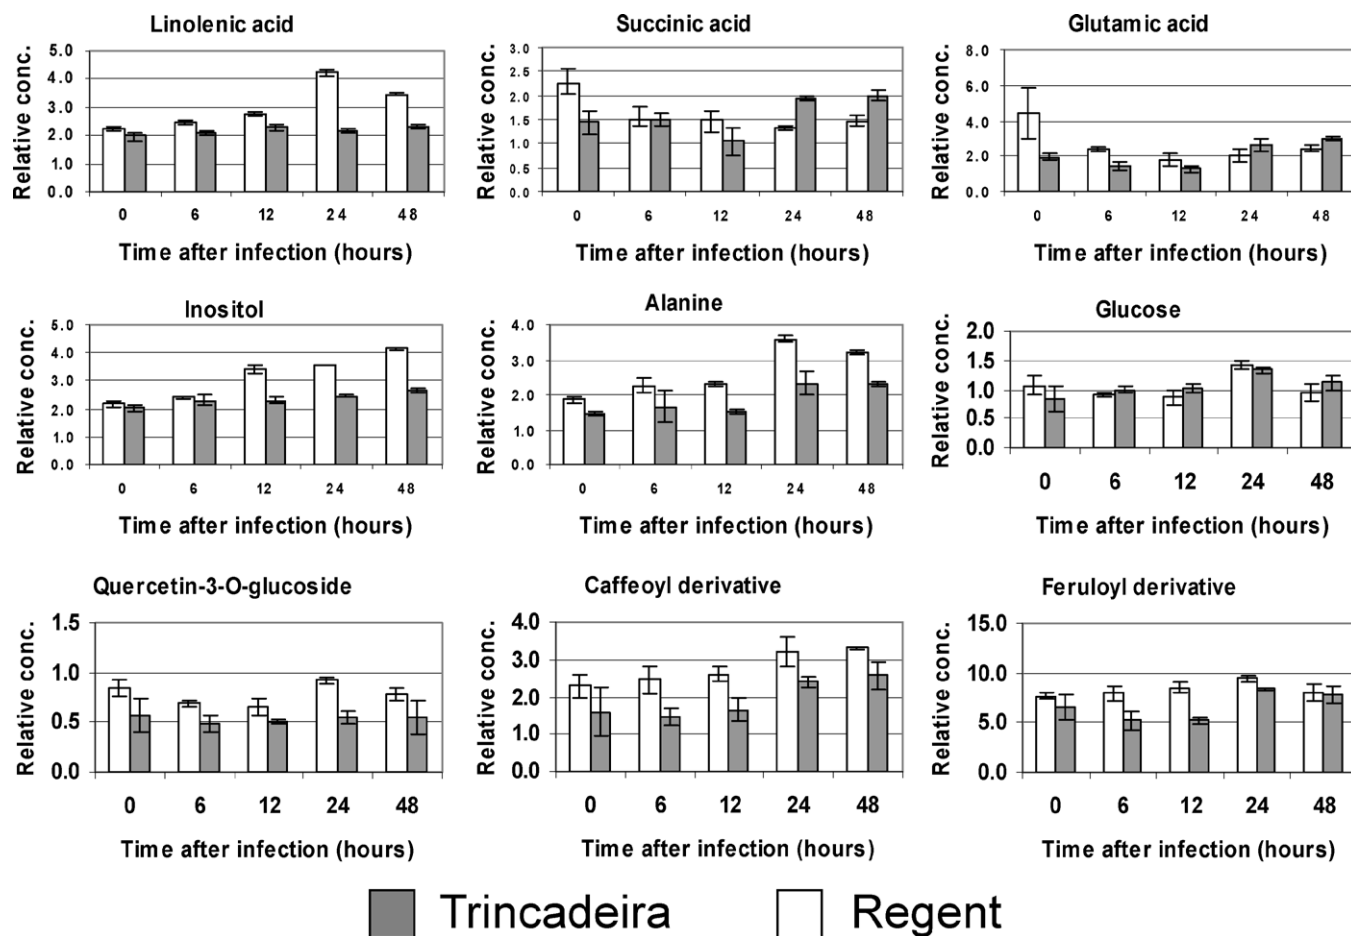 Linolenic acid
Relative conc.
5.0
4.0
3.0
2.0
1.0
0.0
0 6 12 24 48
Time after infection (hours)
Succinic acid
Relative conc.
3.0
2.5
2.0
1.5
1.0
0.5
0.0
0 6 12 24 48
Time after infection (hours)
Glutamic acid
Relative conc.
8.0
6.0
4.0
2.0
0.0
0 6 12 24 48
Time after infection (hours)
Inositol
Relative conc.
5.0
4.0
3.0
2.0
1.0
0.0
0 6 12 24 48
Time after infection (hours)
Alanine
Relative conc.
4.0
3.0
2.0
1.0
0.0
0 6 12 24 48
Time after infection (hours)
Glucose
Relative conc.
2.0
1.5
1.0
0.5
0.0
0 6 12 24 48
Time after infection (hours)
Quercetin-3-O-glucoside
Relative conc.
1.5
1.0
0.5
0.0
0 6 12 24 48
Time after infection (hours)
Caffeoyl derivative
Relative conc.
4.0
3.0
2.0
1.0
0.0
0 6 12 24 48
Time after infection (hours)
Feruloyl derivative
Relative conc.
15.0
10.0
5.0
0.0
0 6 12 24 48
Time after infection (hours)
Trincadeira Regent